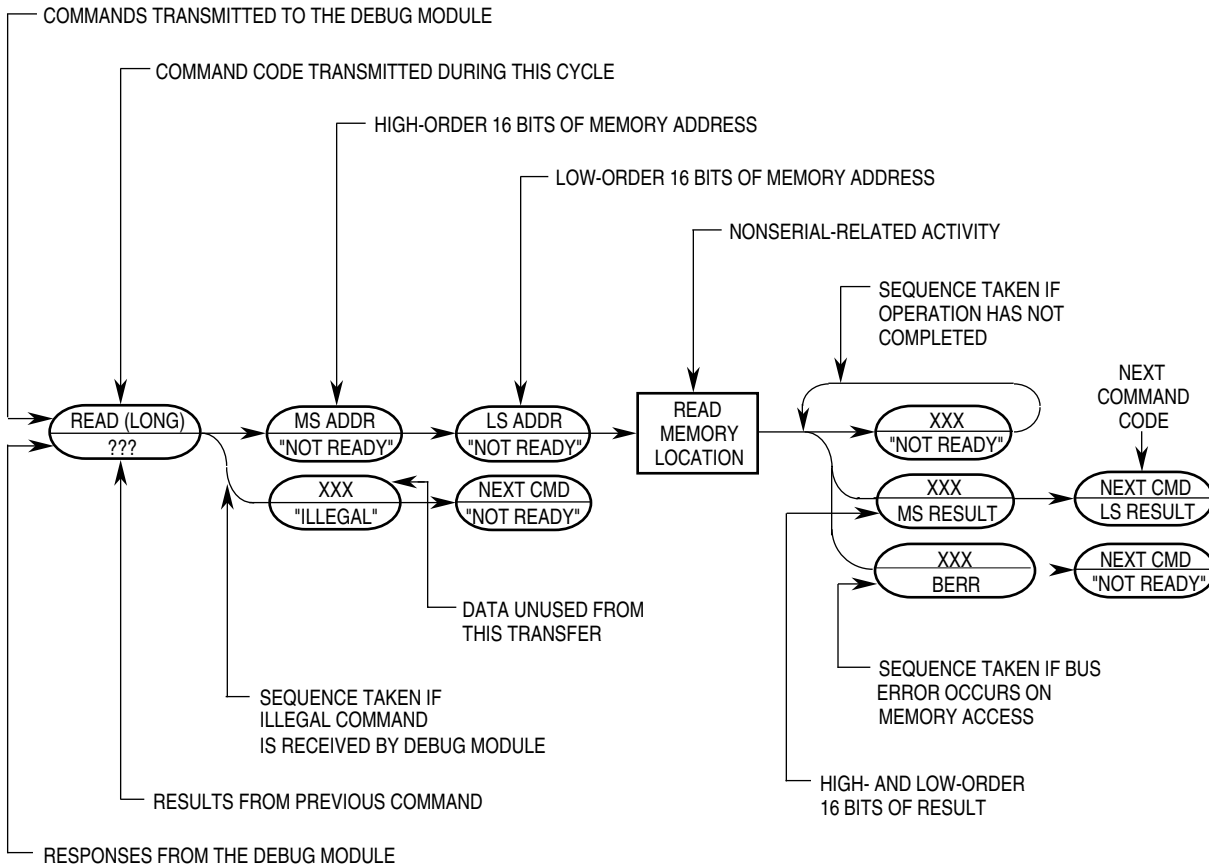 COMMANDS TRANSMITTED TO THE DEBUG MODULE
COMMAND CODE TRANSMITTED DURING THIS CYCLE
HIGH-ORDER 16 BITS OF MEMORY ADDRESS
LOW-ORDER 16 BITS OF MEMORY ADDRESS
NONSERIAL-RELATED ACTIVITY
SEQUENCE TAKEN IF
OPERATION HAS NOT
COMPLETED
NEXT
COMMAND
CODE
READ (LONG)
???
MS ADDR
"NOT READY"
LS ADDR
"NOT READY"
READ
MEMORY
LOCATION
XXX
"NOT READY"
XXX
"ILLEGAL"
NEXT CMD
"NOT READY"
XXX
MS RESULT
NEXT CMD
LS RESULT
XXX
BERR
NEXT CMD
"NOT READY"
DATA UNUSED FROM
THIS TRANSFER
SEQUENCE TAKEN IF
ILLEGAL COMMAND
IS RECEIVED BY DEBUG MODULE
SEQUENCE TAKEN IF BUS
ERROR OCCURS ON
MEMORY ACCESS
HIGH- AND LOW-ORDER
16 BITS OF RESULT
RESULTS FROM PREVIOUS COMMAND
RESPONSES FROM THE DEBUG MODULE